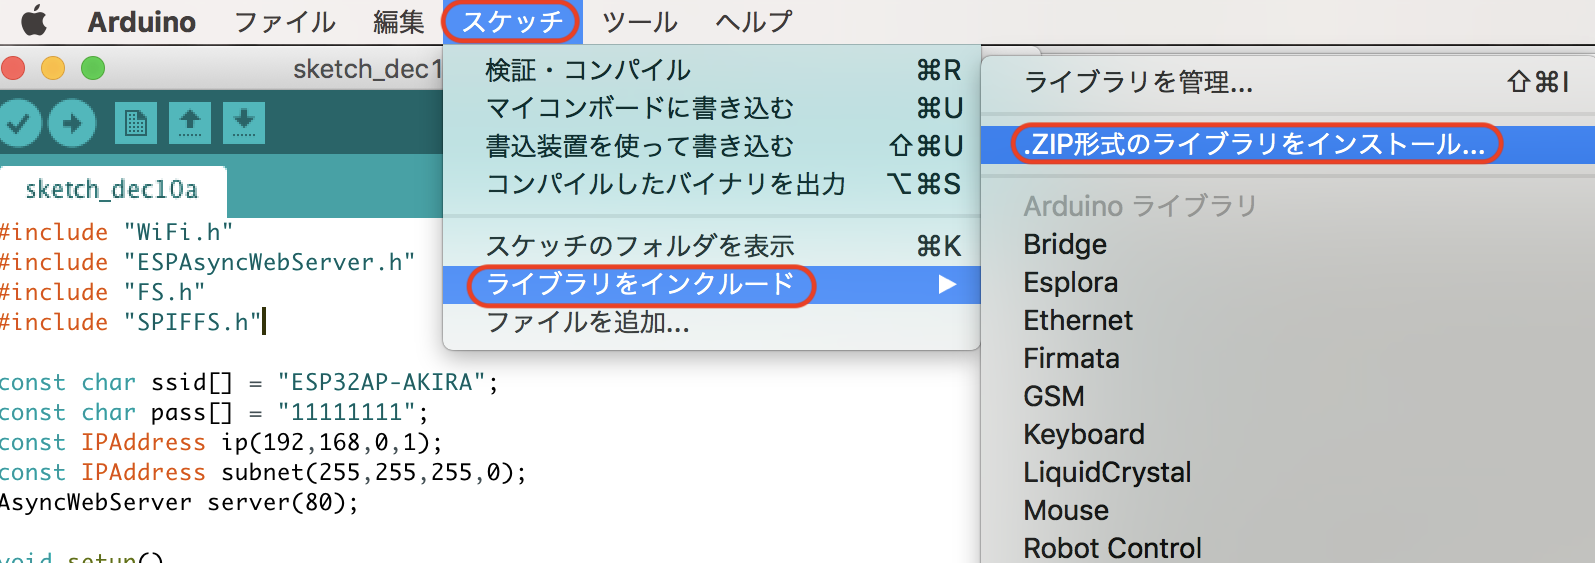 Arduino ファイル 編集 スケッチ ツール ヘルプ
sketch_dec1
検証・コンパイル ⌘R
マイコンボードに書き込む ⌘U
書込装置を使って書き込む ⇧⌘U
コンパイルしたバイナリを出力 ⌥⌘S
スケッチのフォルダを表示 ⌘K
ライブラリをインクルード ▶
ファイルを追加...
ライブラリを管理... ⇧⌘I
.ZIP形式のライブラリをインストール...
Arduino ライブラリ
Bridge
Esplora
Ethernet
Firmata
GSM
Keyboard
LiquidCrystal
Mouse
Robot Control
sketch_dec10a
#include "WiFi.h"
#include "ESPAsyncWebServer.h"
#include "FS.h"
#include "SPIFFS.h"
const char ssid[] = "ESP32AP-AKIRA";
const char pass[] = "11111111";
const IPAddress ip(192,168,0,1);
const IPAddress subnet(255,255,255,0);
AsyncWebServer server(80);
void setup()